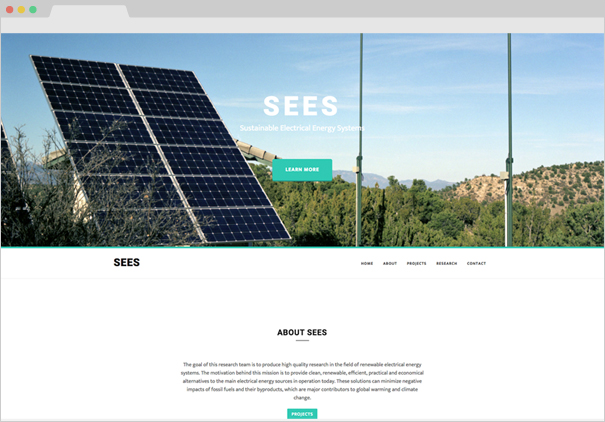 SEES
Sustainable Electrical Energy Systems
LEARN MORE
SEES
HOME ABOUT PROJECTS RESEARCH CONTACT
ABOUT SEES
The goal of this research team is to produce high quality research in the field of renewable electrical energy
systems. The motivation behind this mission is to provide clean, renewable, efficient, practical and economical
alternatives to the main electrical energy sources in operation today. These solutions can minimize negative
impacts of fossil fuels and their byproducts, which are major contributors to global warming and climate
change.
PROJECTS